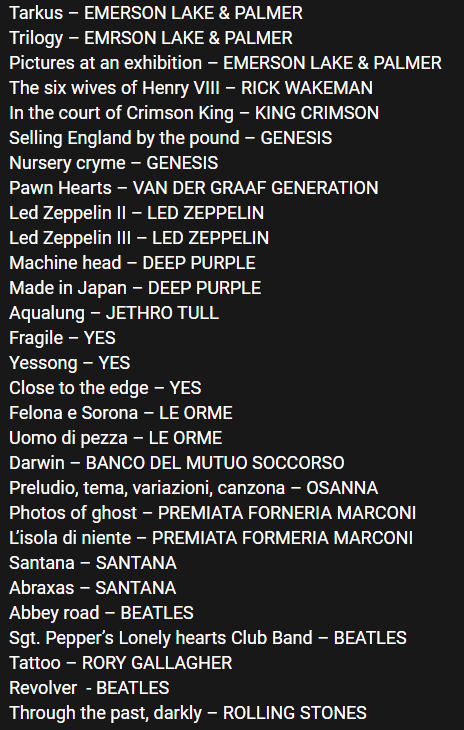 Tarkus – EMERSON LAKE & PALMER
Trilogy – EMRSON LAKE & PALMER
Pictures at an exhibition – EMERSON LAKE & PALMER
The six wives of Henry VIII – RICK WAKEMAN
In the court of Crimson King – KING CRIMSON
Selling England by the pound – GENESIS
Nursery cryme – GENESIS
Pawn Hearts – VAN DER GRAAF GENERATION
Led Zeppelin II – LED ZEPPELIN
Led Zeppelin III – LED ZEPPELIN
Machine head – DEEP PURPLE
Made in Japan – DEEP PURPLE
Aqualung – JETHRO TULL
Fragile – YES
Yessong – YES
Close to the edge – YES
Felona e Sorona – LE ORME
Uomo di pezza – LE ORME
Darwin – BANCO DEL MUTUO SOCCORSO
Preludio, tema, variazioni, canzona – OSANNA
Photos of ghost – PREMIATA FORNERIA MARCONI
L’isola di niente – PREMIATA FORMERIA MARCONI
Santana – SANTANA
Abraxas – SANTANA
Abbey road – BEATLES
Sgt. Pepper’s Lonely hearts Club Band – BEATLES
Tattoo – RORY GALLAGHER
Revolver  - BEATLES
Through the past, darkly – ROLLING STONES